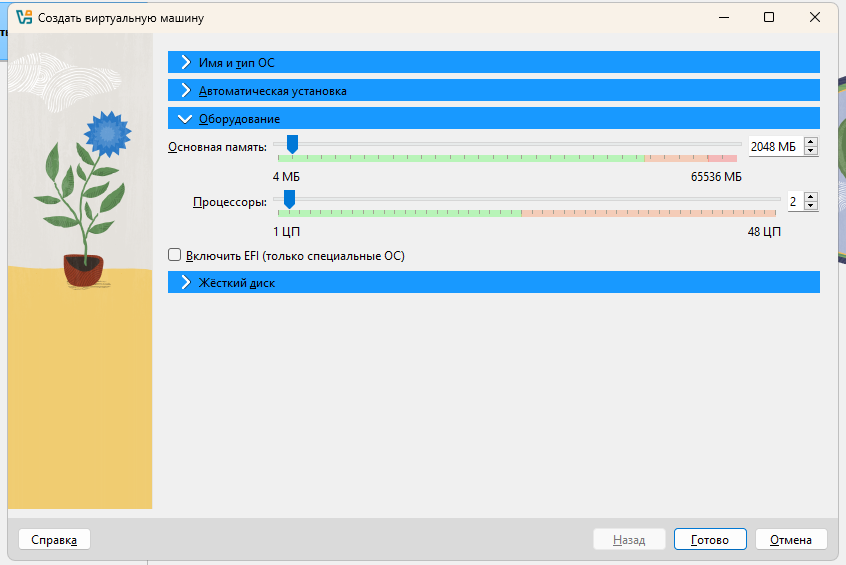 Создать виртуальную машину
Имя и тип ОС
Автоматическая установка
Оборудование
Основная память:
2048 МБ
4 МБ
65536 МБ
Процессоры:
2
1 ЦП
48 ЦП
Включить EFI (только специальные ОС)
Жёсткий диск
Справка
Назад
Готово
Отмена